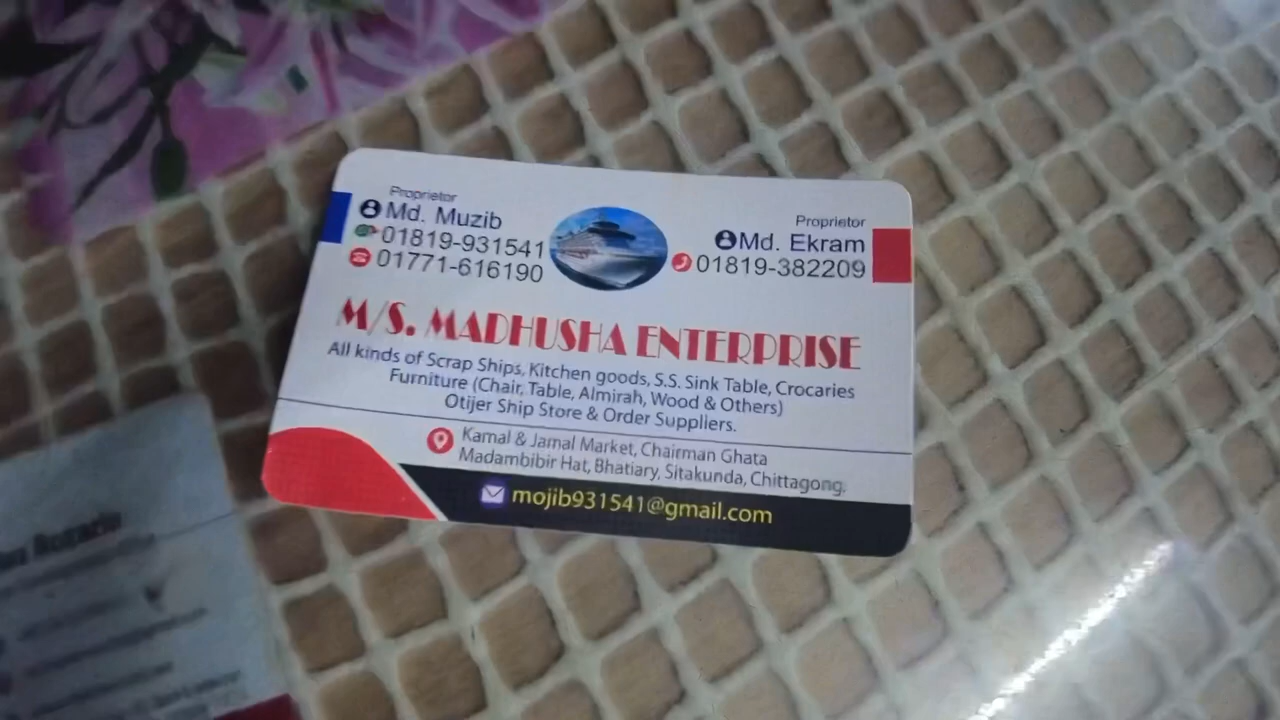 Proprietor
Md. Muzib
01819-931541
01771-616190
Proprietor
Md. Ekram
01819-382209
M/S. MADHUSHA ENTERPRISE
All kinds of Scrap Ships, Kitchen goods, S.S. Sink Table, Crocaries
Furniture (Chair, Table, Almirah, Wood & Others)
Otijer Ship Store & Order Suppliers.
Kamal & Jamal Market, Chairman Ghata
Madambibir Hat, Bhatiary, Sitakunda, Chittagong.
mojib931541@gmail.com